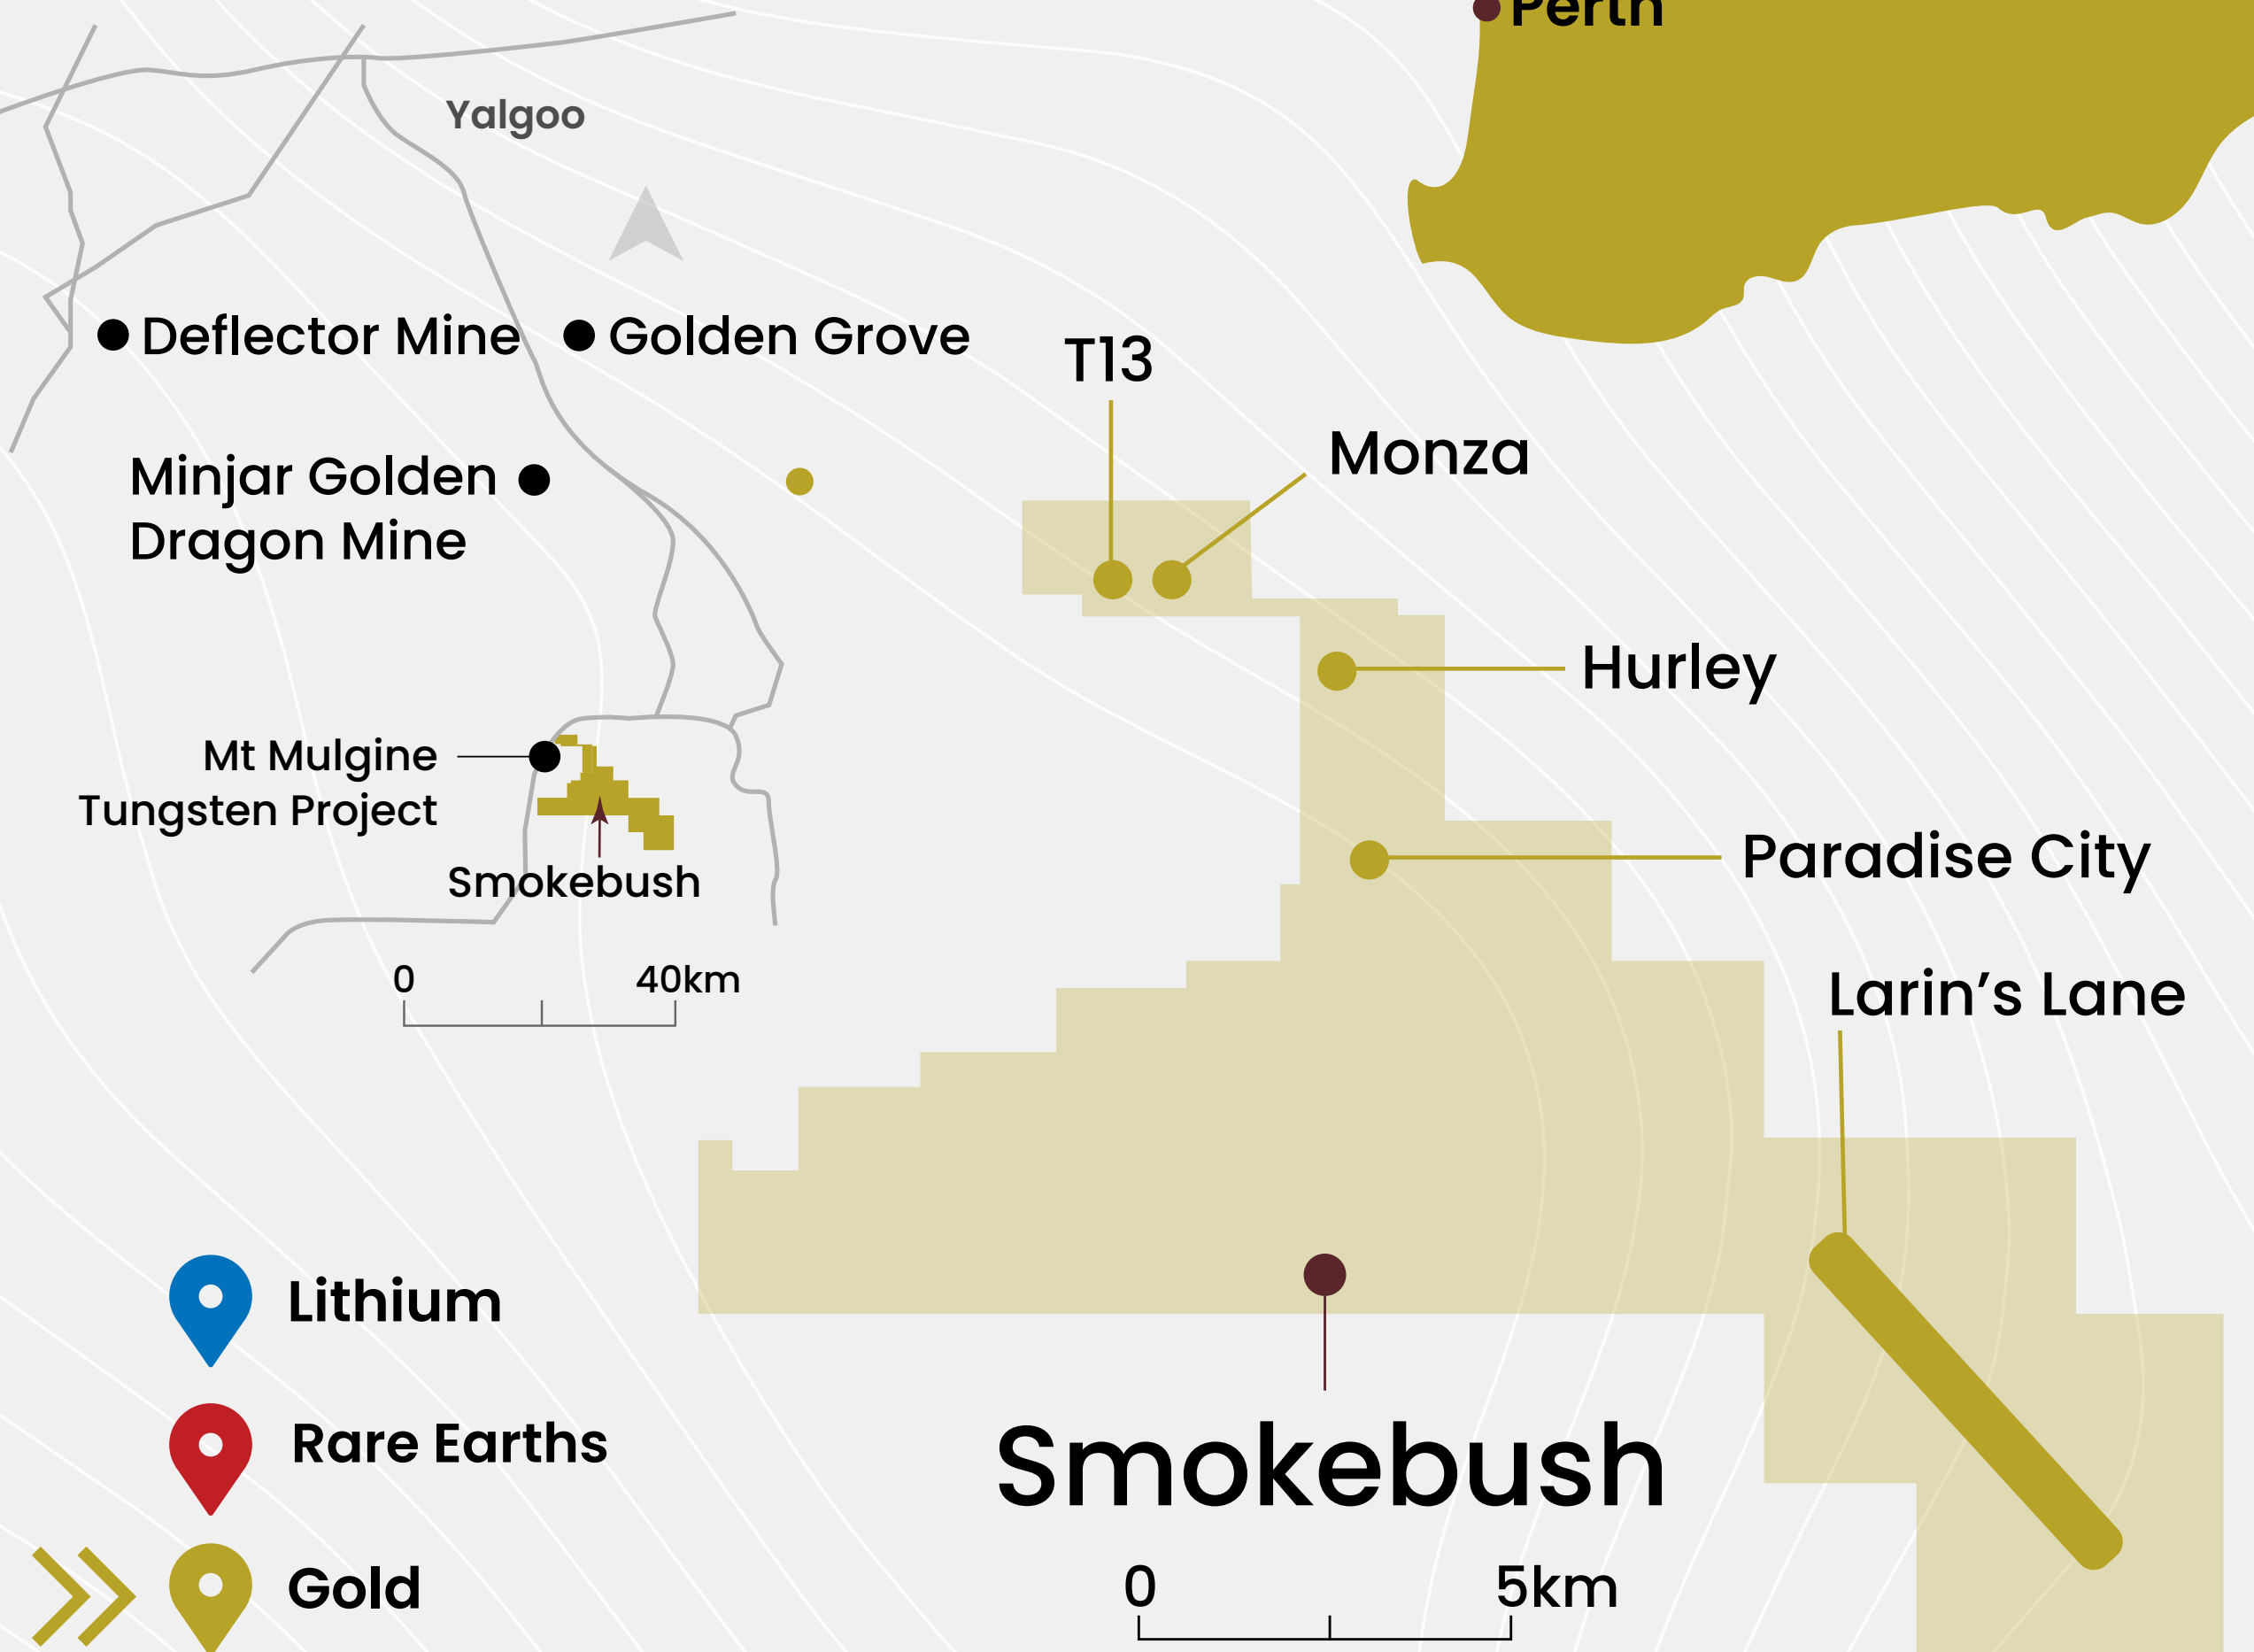 Perth
Yalgoo
Deflector Mine
Golden Grove
T13
Monza
Minjar Golden
Dragon Mine
Hurley
Mt Mulgine
Tungsten Project
Smokebush
Paradise City
Larin’s Lane
0
40km
Lithium
Rare Earths
Gold
Smokebush
0
5km